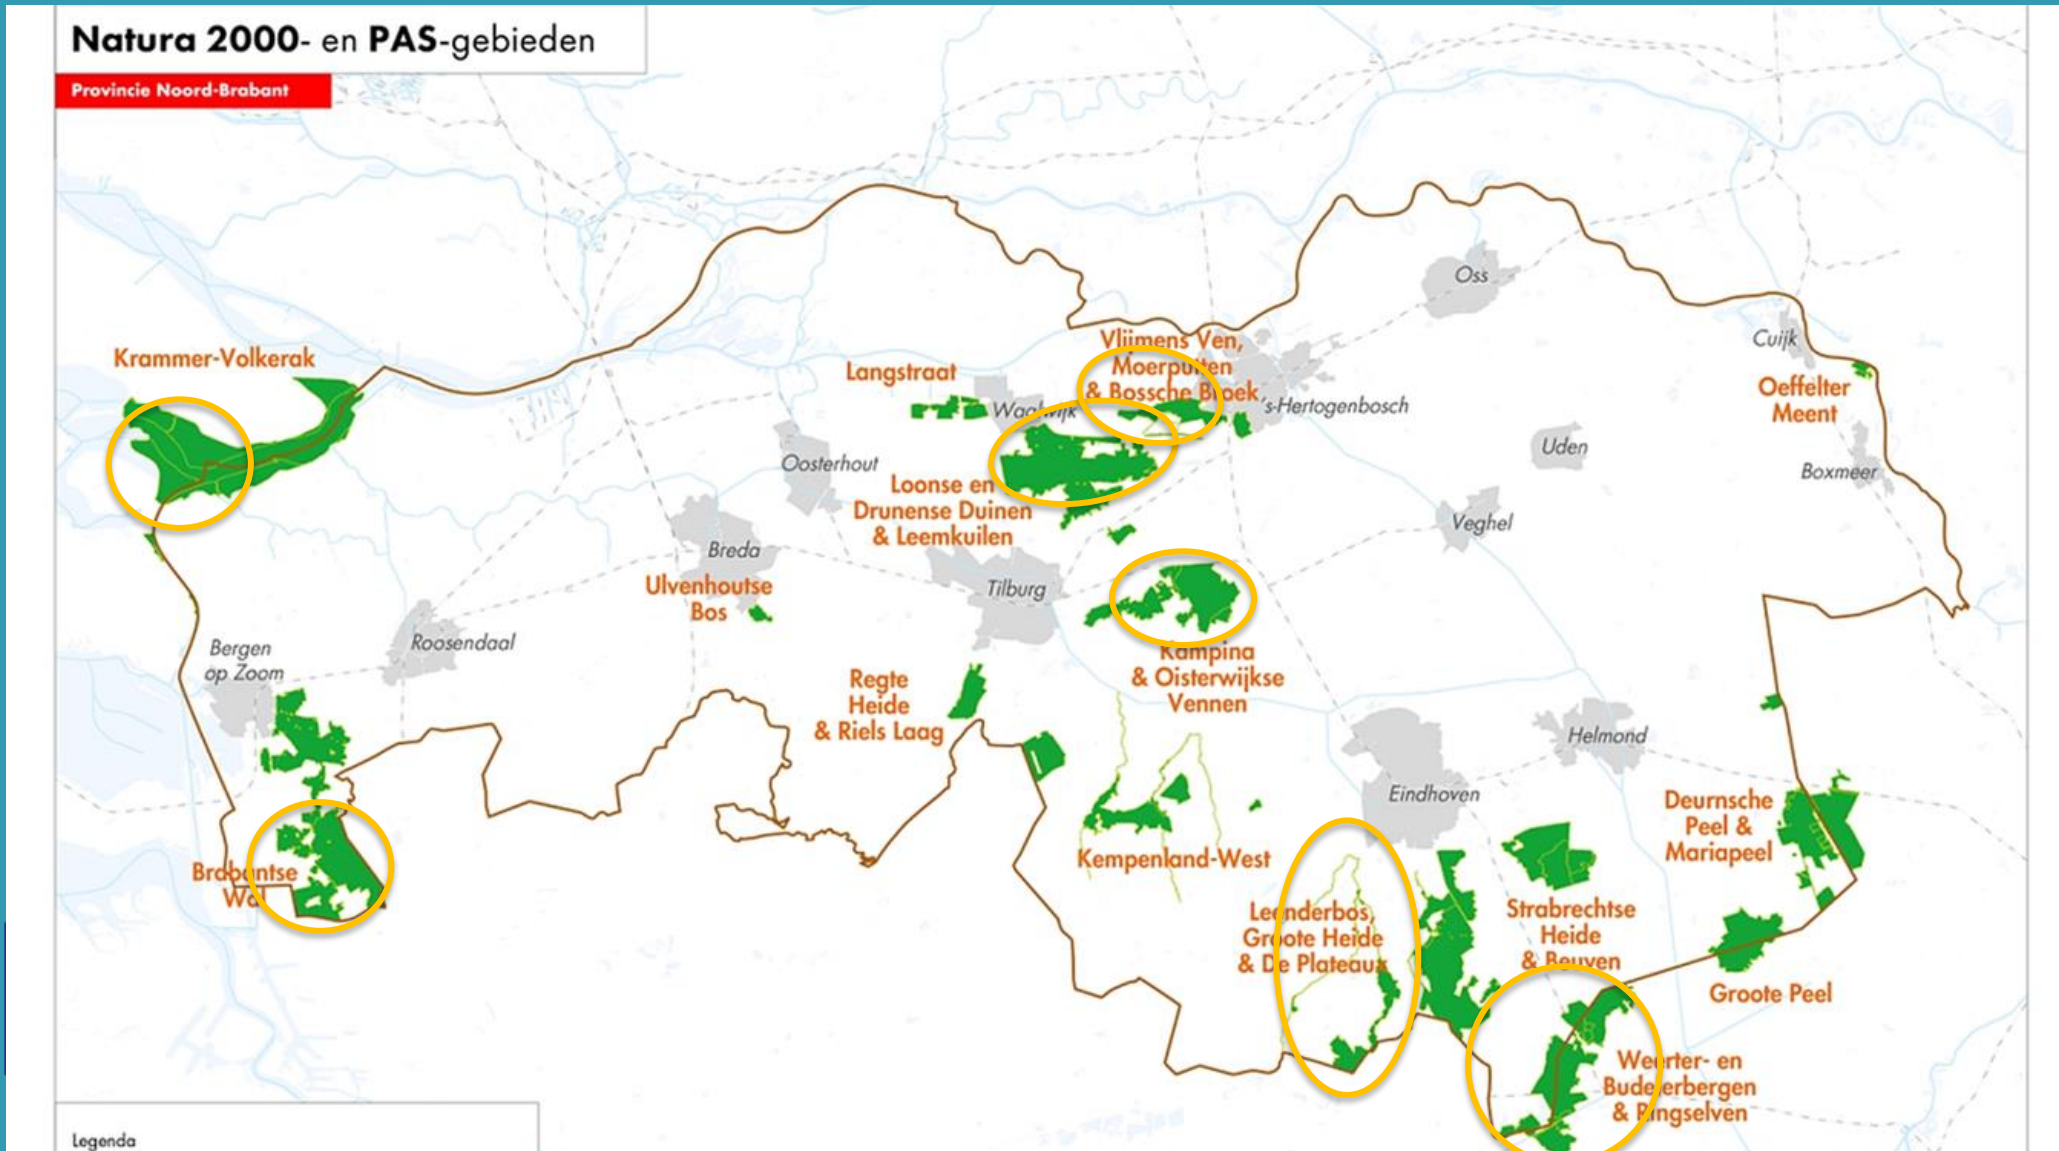 Natura 2000- en PAS-gebieden
Provincie Noord-Brabant
Oss
Krammer-Volkerak
Vlijmens Ven,
Moerputten
& Bossche Broek
Cuijk
Langstraat
Waalwijk
's-Hertogenbosch
Oeffelter
Meent
Oosterhout
Uden
Boxmeer
Loonse en
Drunense Duinen
& Leemkuilen
Veghel
Breda
Ulvenhoutse
Bos
Tilburg
Bergen
op Zoom
Roosendaal
Kampina
& Oisterwijkse
Vennen
Regte
Heide
& Riels Laag
Helmond
Eindhoven
Deurnsche
Peel &
Mariapeel
Kempenland-West
Brabantse
Wal
Leenderbos,
Groote Heide
& De Plateaux
Strabrechtse
Heide
& Beuven
Groote Peel
Weerter- en
Budelerbergen
& Ringselven
Legenda